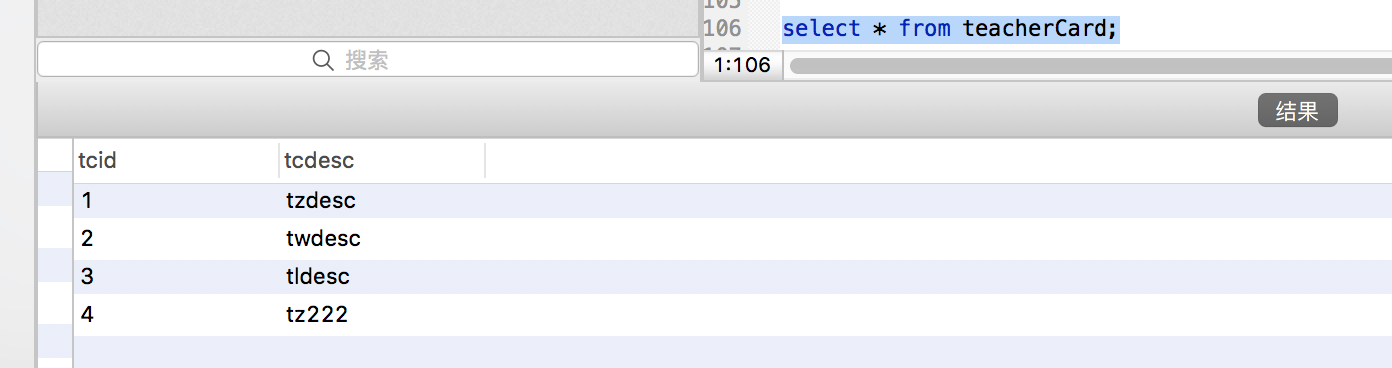 105
106 select * from teacherCard;
搜索
1:106
结果
tcid tcdesc
1 tzdesc
2 twdesc
3 tldesc
4 tz222